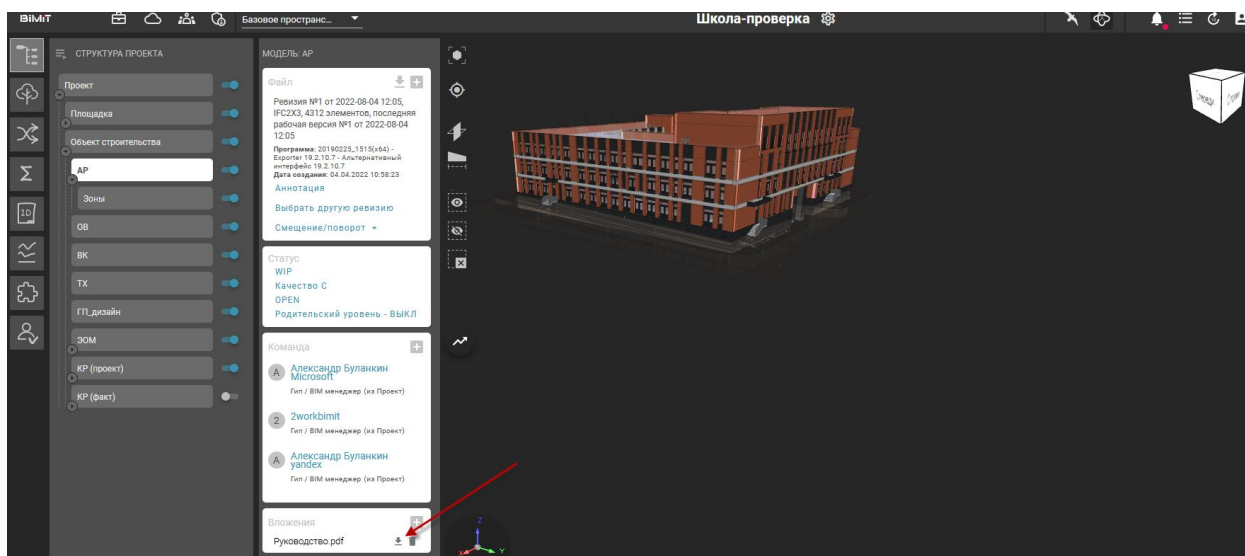 BIMIT
Базовое пространс...
Школа-проверка
СТРУКТУРА ПРОЕКТА
Проект
Площадка
Объект строительства
АР
Зоны
ОВ
ВК
ТХ
ГП_дизайн
ЭОМ
КР (проект)
КР (факт)
МОДЕЛЬ: АР
Файл
Ревизия №1 от 2022-08-04 12:05,
IFC2X3, 4312 элементов, последняя
рабочая версия №1 от 2022-08-04
12:05
Программа: 20190225_1515(x64) -
Exporter 19.2.10.7 - Альтернативный
интерфейс 19.2.10.7
Дата создания: 04.04.2022 10:58:23
Аннотация
Выбрать другую ревизию
Смещение/поворот
Статус
WIP
Качество C
OPEN
Родительский уровень - ВЫКЛ
Команда
А
Александр Буланкин
Microsoft
Гип / BIM менеджер (из Проект)
2
2workbimit
Гип / BIM менеджер (из Проект)
А
Александр Буланкин
yandex
Гип / BIM менеджер (из Проект)
Вложения
Руководство.pdf
2D
Z
X
Y